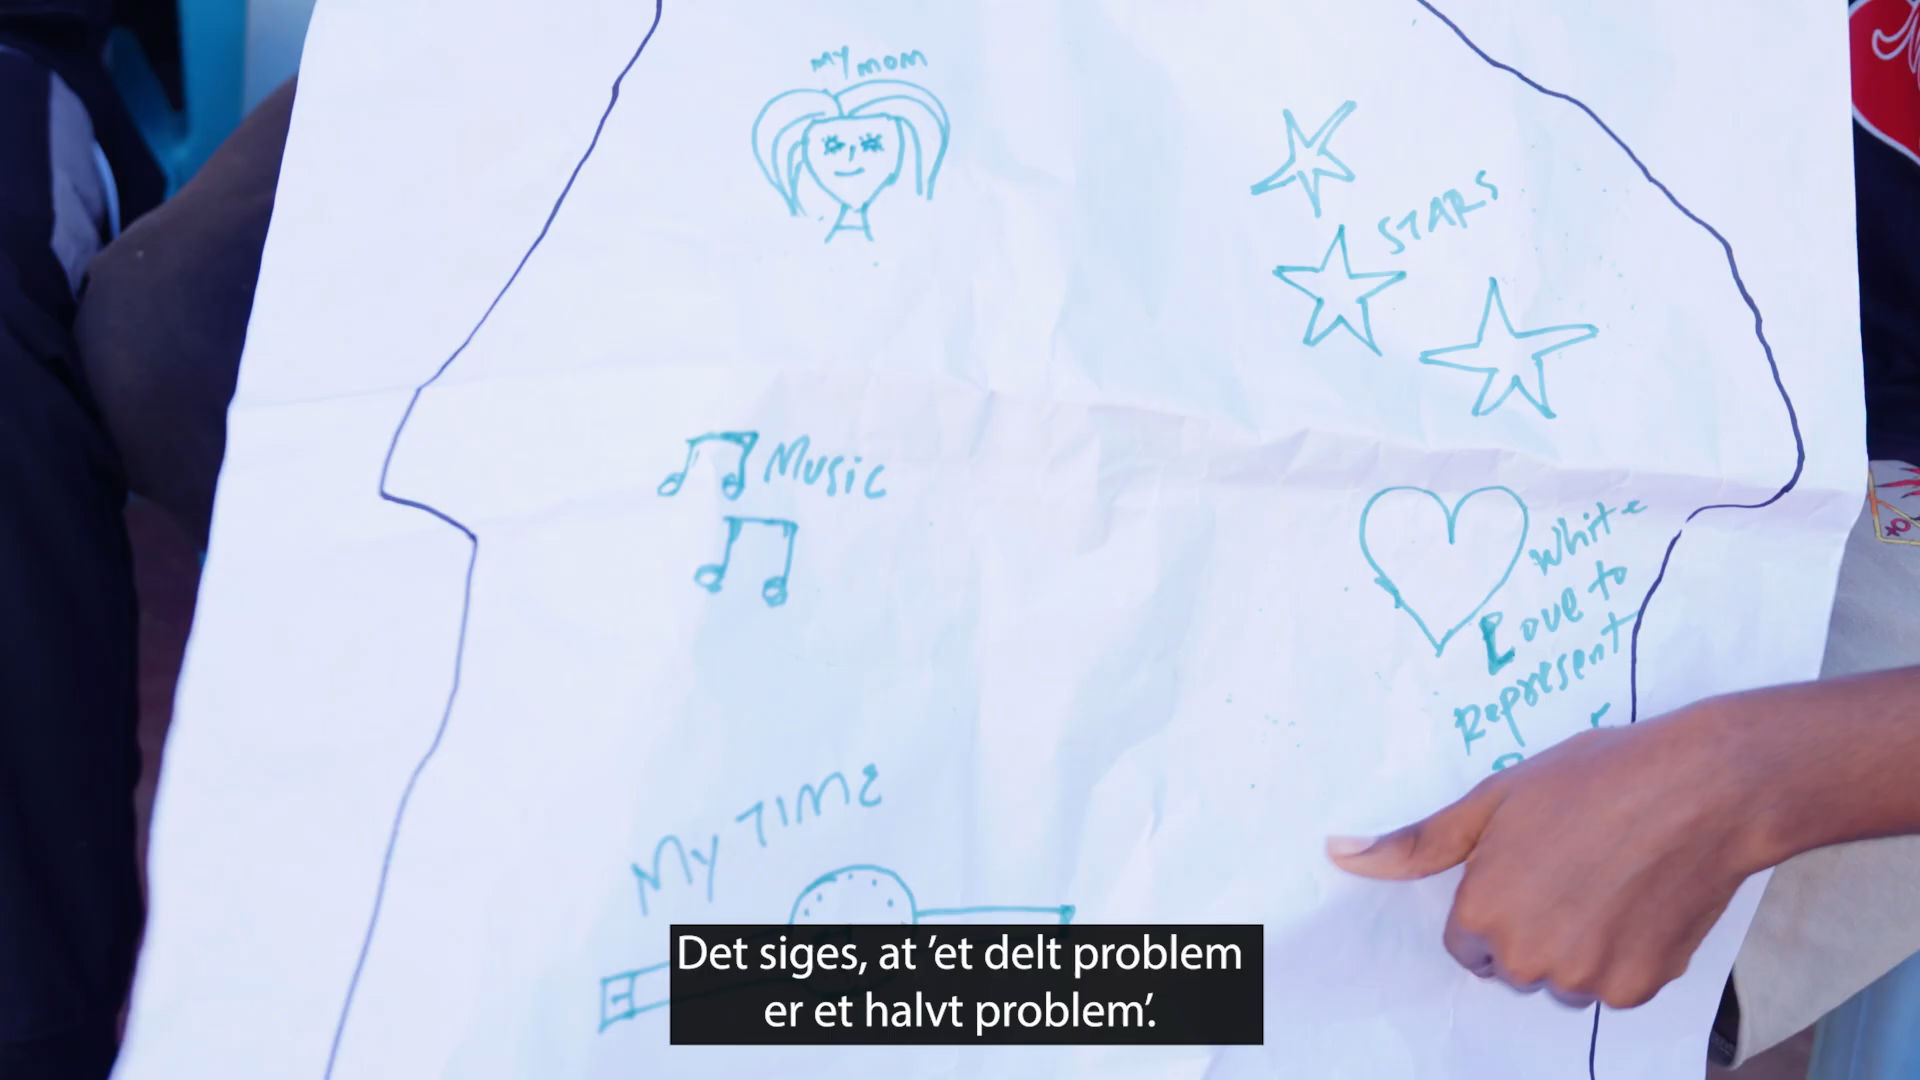 my mom
STARS
Music
White
Love to
Represent
MY TIME
Det siges, at ’et delt problem
er et halvt problem’.